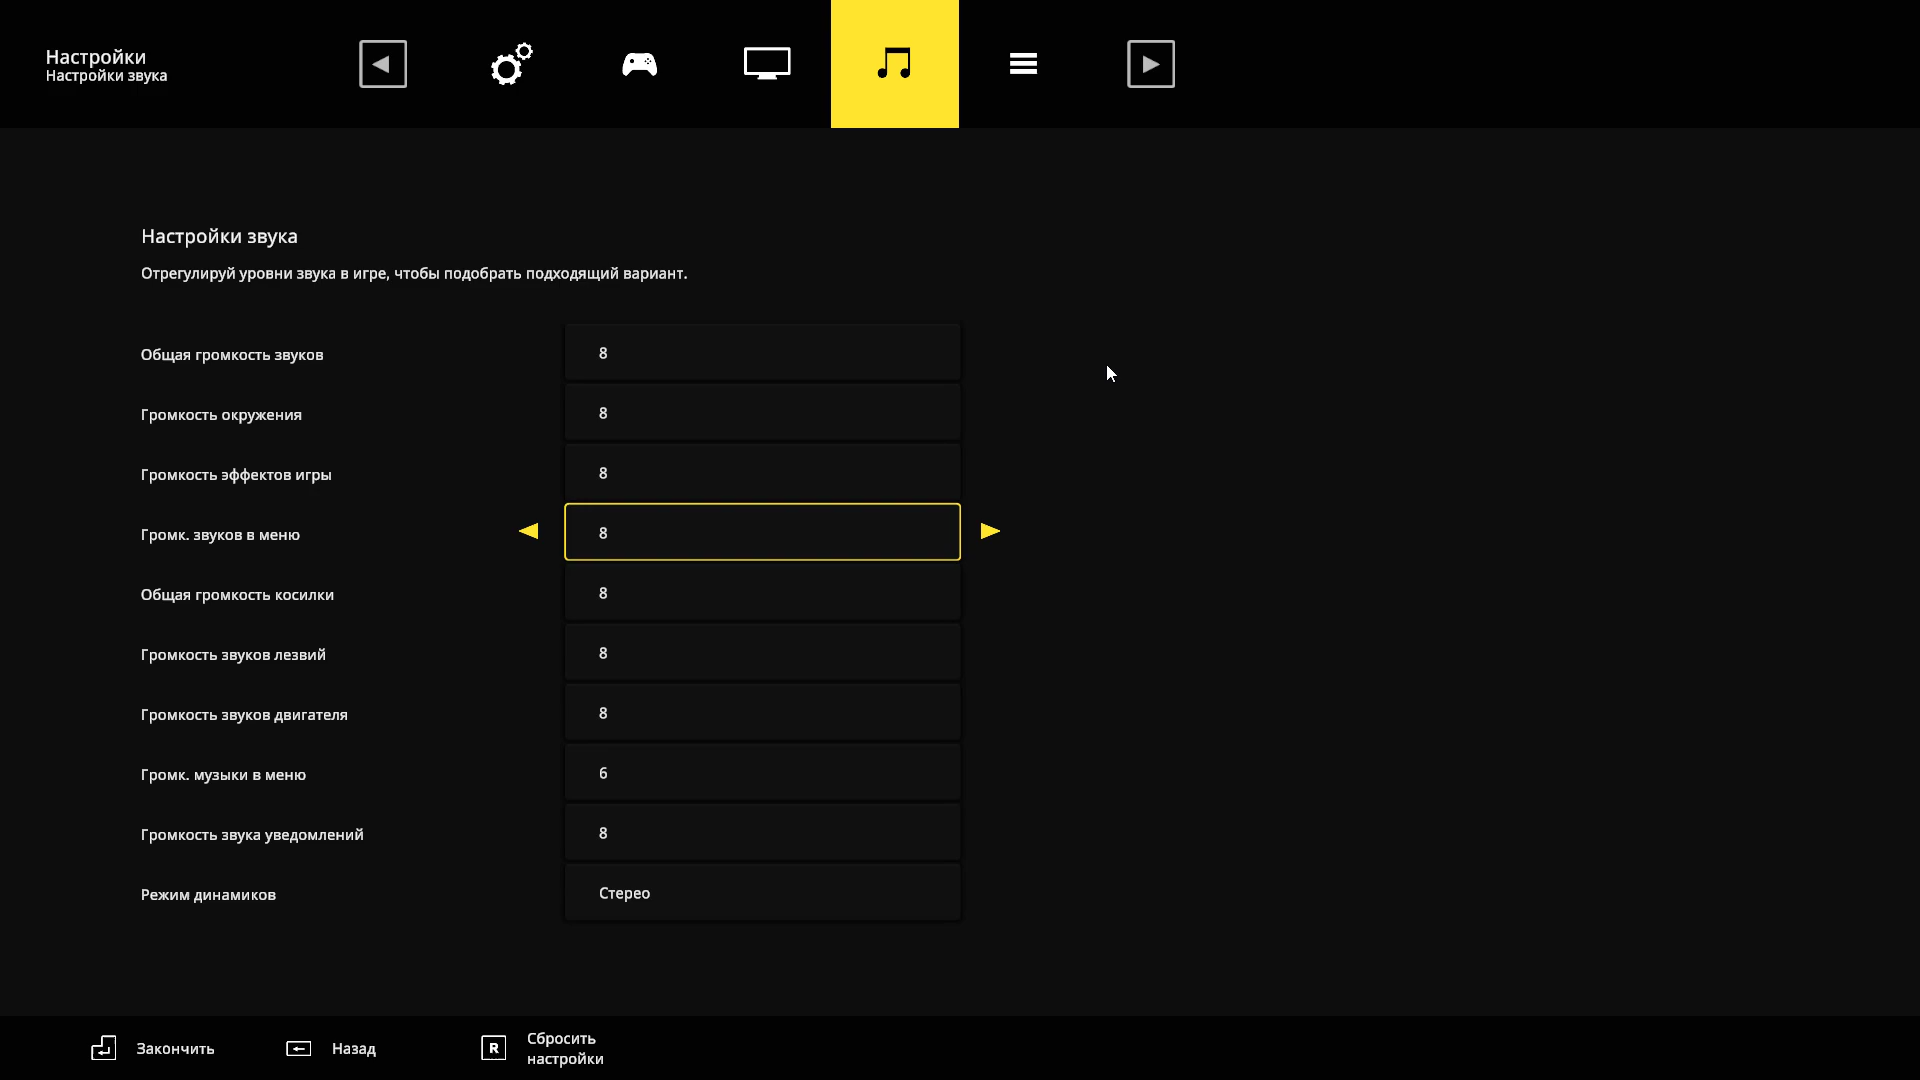 Настройки
Настройки звука
Настройки звука
Отрегулируй уровни звука в игре, чтобы подобрать подходящий вариант.
Общая громкость звуков 8
Громкость окружения 8
Громкость эффектов игры 8
Громк. звуков в меню 8
Общая громкость косилки 8
Громкость звуков лезвий 8
Громкость звуков двигателя 8
Громк. музыки в меню 6
Громкость звука уведомлений 8
Режим динамиков Стерео
Закончить
Назад
R Сбросить
настройки